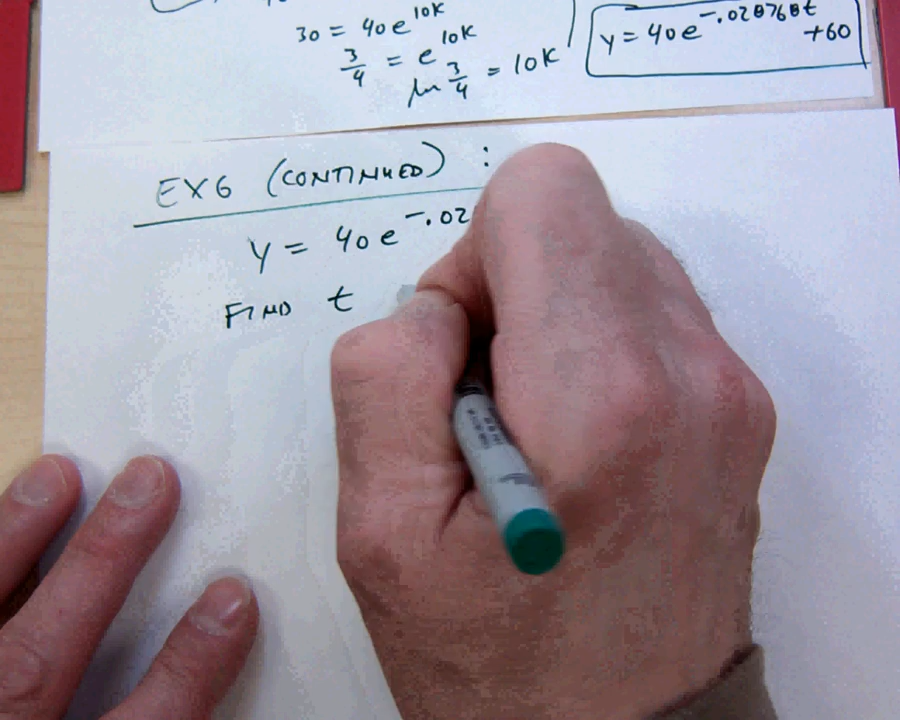 30 = 40e^10K
3/4 = e^10K
ln 3/4 = 10K
y = 40e^-.028768t +60
EX6 (CONTINUED) :
y = 40e^-.02
FIND t